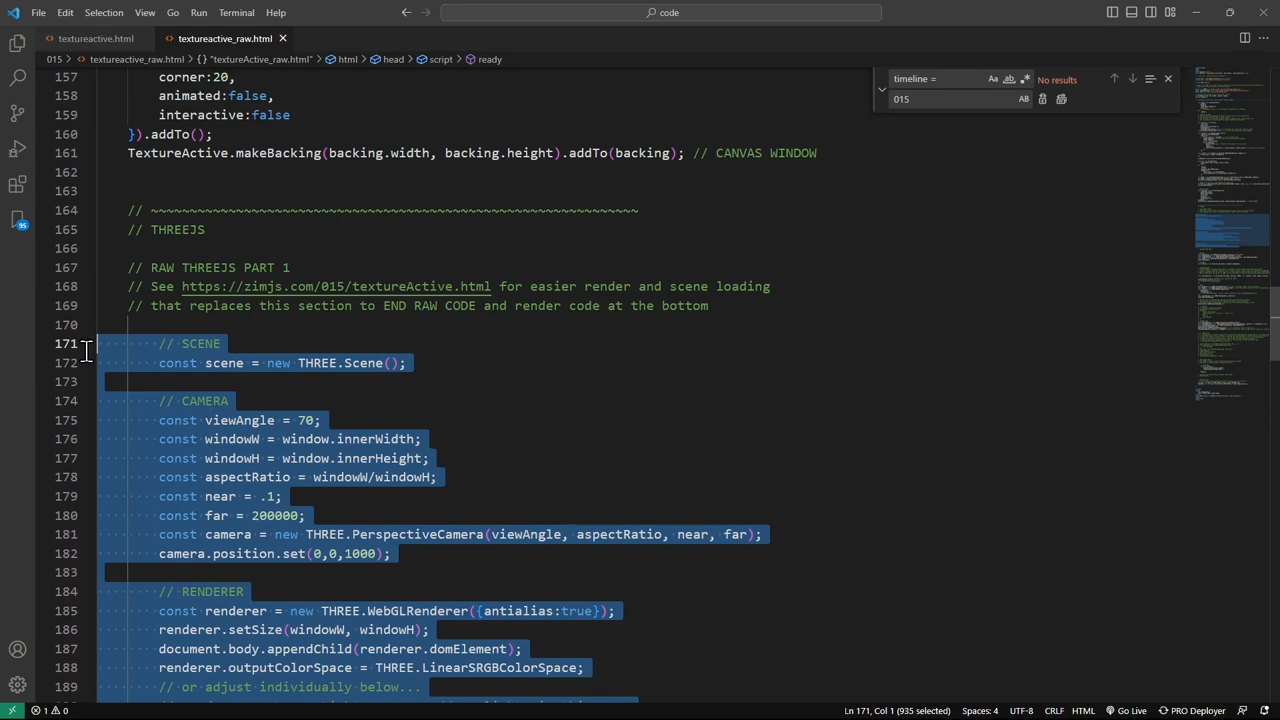 File Edit Selection View Go Run Terminal Help
code
textureactive.html
textureactive_raw.html
015 > textureactive_raw.html > {} "textureActive_raw.html" > html > head > script > ready
timeline =
Aa ab No results
015
AB
157 corner:20,
158 animated:false,
159 interactive:false
160 }).addTo();
161 TextureActive.makeBacking(backing.width, backing.height).addTo(backing); // CANVAS WINDOW
162
163
164 // ~~~~~~~~~~~~~~~~~~~~~~~~~~~~~~~~~~~~~~~~~~~~~~~~~~~~~~~~~~~~~~~
165 // THREEJS
166
167 // RAW THREEJS PART 1
168 // See https://zimjs.com/015/textureActive.html for easier render and scene loading
169 // that replaces this section to END RAW CODE and render code at the bottom
170
171 // SCENE
172 const scene = new THREE.Scene();
173
174 // CAMERA
175 const viewAngle = 70;
176 const windowW = window.innerWidth;
177 const windowH = window.innerHeight;
178 const aspectRatio = windowW/windowH;
179 const near = .1;
180 const far = 200000;
181 const camera = new THREE.PerspectiveCamera(viewAngle, aspectRatio, near, far);
182 camera.position.set(0,0,1000);
183
184 // RENDERER
185 const renderer = new THREE.WebGLRenderer({antialias:true});
186 renderer.setSize(windowW, windowH);
187 document.body.appendChild(renderer.domElement);
188 renderer.outputColorSpace = THREE.LinearSRGBColorSpace;
189 // or adjust individually below...
95
1 0
Ln 171, Col 1 (935 selected) Spaces: 4 UTF-8 CRLF HTML Go Live PRO Deployer